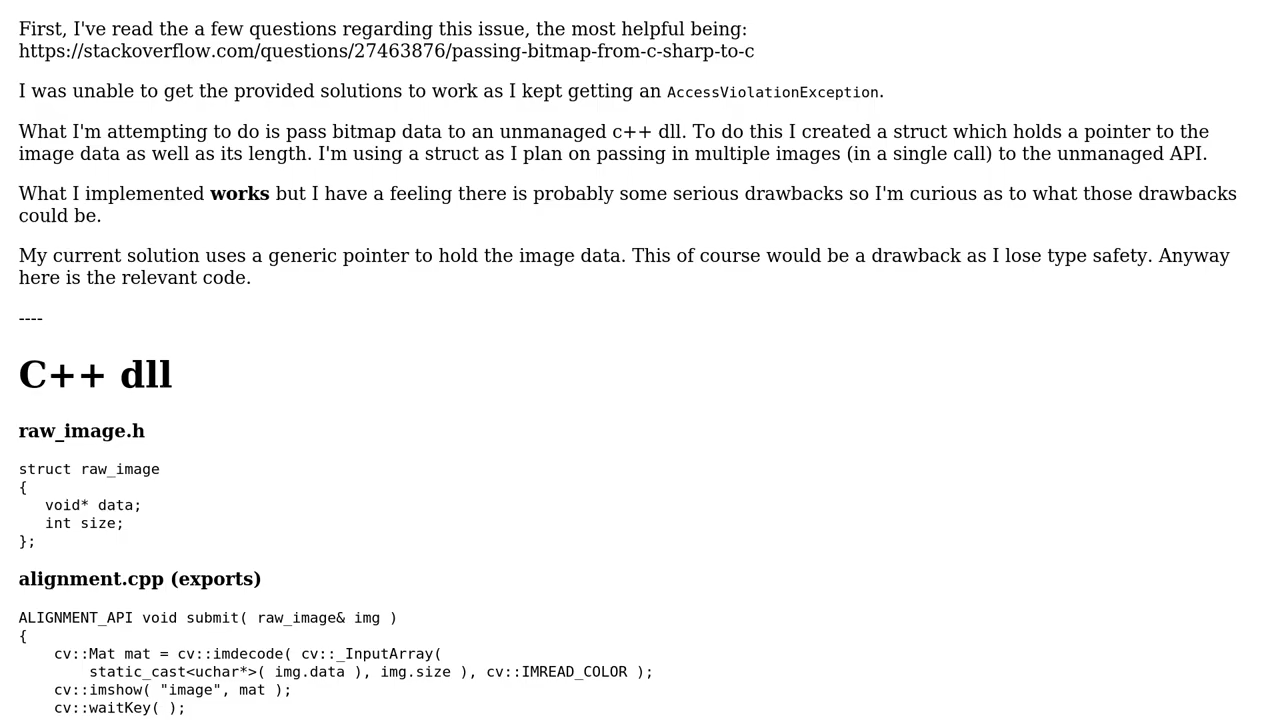 First, I've read the a few questions regarding this issue, the most helpful being:
https://stackoverflow.com/questions/27463876/passing-bitmap-from-c-sharp-to-c
I was unable to get the provided solutions to work as I kept getting an AccessViolationException.
What I'm attempting to do is pass bitmap data to an unmanaged c++ dll. To do this I created a struct which holds a pointer to the
image data as well as its length. I'm using a struct as I plan on passing in multiple images (in a single call) to the unmanaged API.
What I implemented works but I have a feeling there is probably some serious drawbacks so I'm curious as to what those drawbacks
could be.
My current solution uses a generic pointer to hold the image data. This of course would be a drawback as I lose type safety. Anyway
here is the relevant code.
----
C++ dll
raw_image.h
struct raw_image
{
   void* data;
   int size;
};
alignment.cpp (exports)
ALIGNMENT_API void submit( raw_image& img )
{
    cv::Mat mat = cv::imdecode( cv::_InputArray(
        static_cast<uchar*>( img.data ), img.size ), cv::IMREAD_COLOR );
    cv::imshow( "image", mat );
    cv::waitKey( );